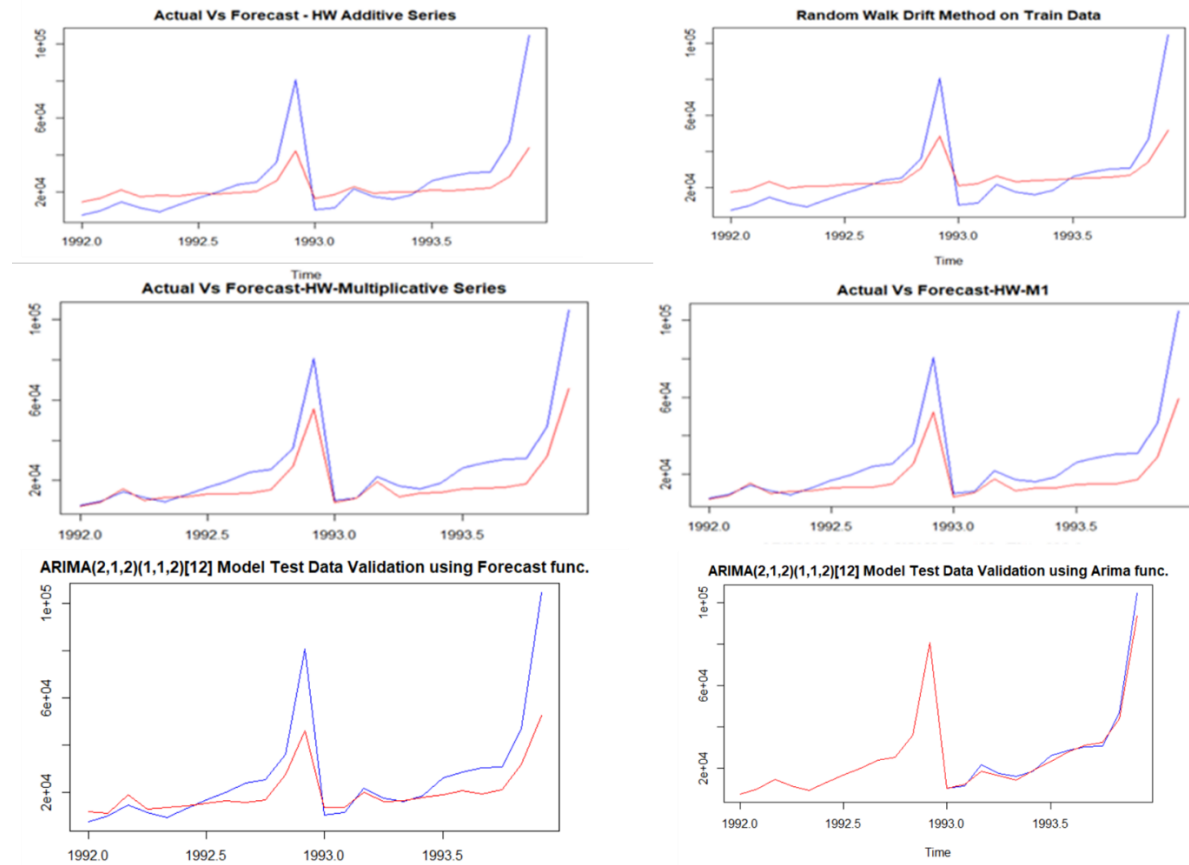 Actual Vs Forecast - HW Additive Series
1e+05
6e+04
2e+04
1992.0 1992.5 1993.0 1993.5
Time
Random Walk Drift Method on Train Data
1e+05
6e+04
2e+04
1992.0 1992.5 1993.0 1993.5
Time
Actual Vs Forecast-HW-Multiplicative Series
1e+05
6e+04
2e+04
1992.0 1992.5 1993.0 1993.5
Actual Vs Forecast-HW-M1
1e+05
6e+04
2e+04
1992.0 1992.5 1993.0 1993.5
ARIMA(2,1,2)(1,1,2)[12] Model Test Data Validation using Forecast func.
1e+05
6e+04
2e+04
1992.0 1992.5 1993.0 1993.5
ARIMA(2,1,2)(1,1,2)[12] Model Test Data Validation using Arima func.
1e+05
6e+04
2e+04
1992.0 1992.5 1993.0 1993.5
Time